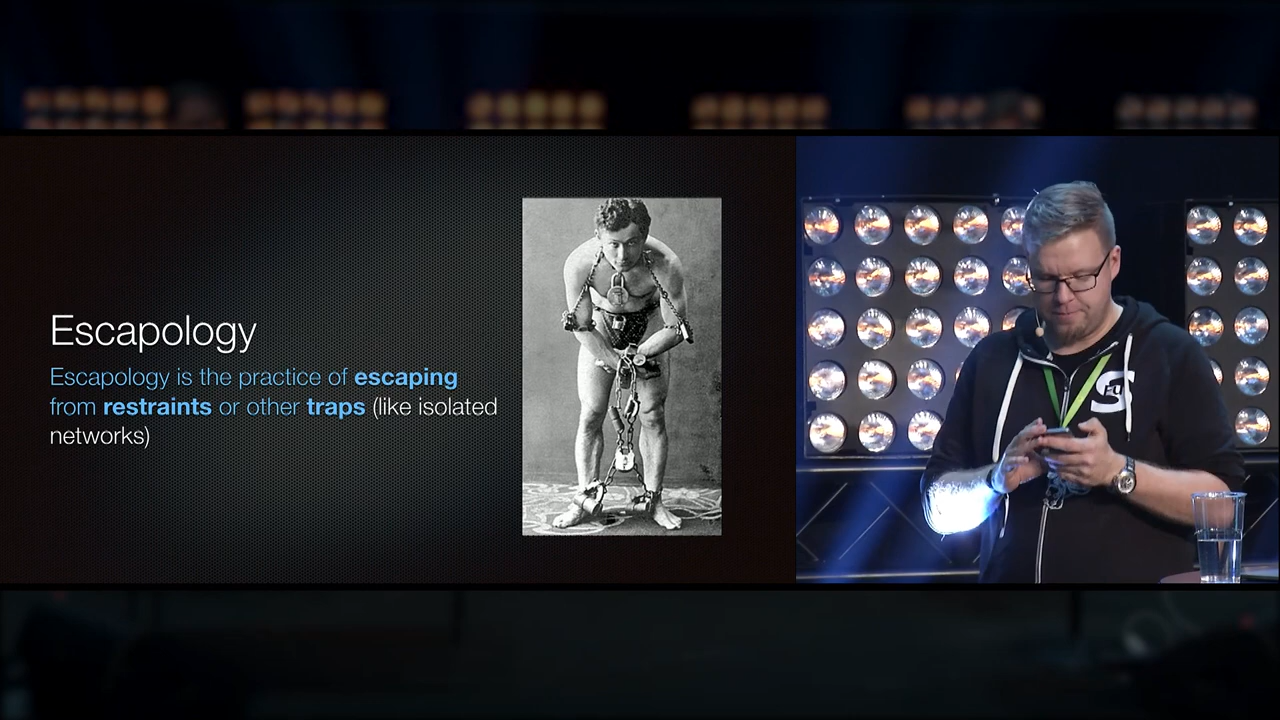 Escapology
Escapology is the practice of escaping
from restraints or other traps (like isolated
networks)